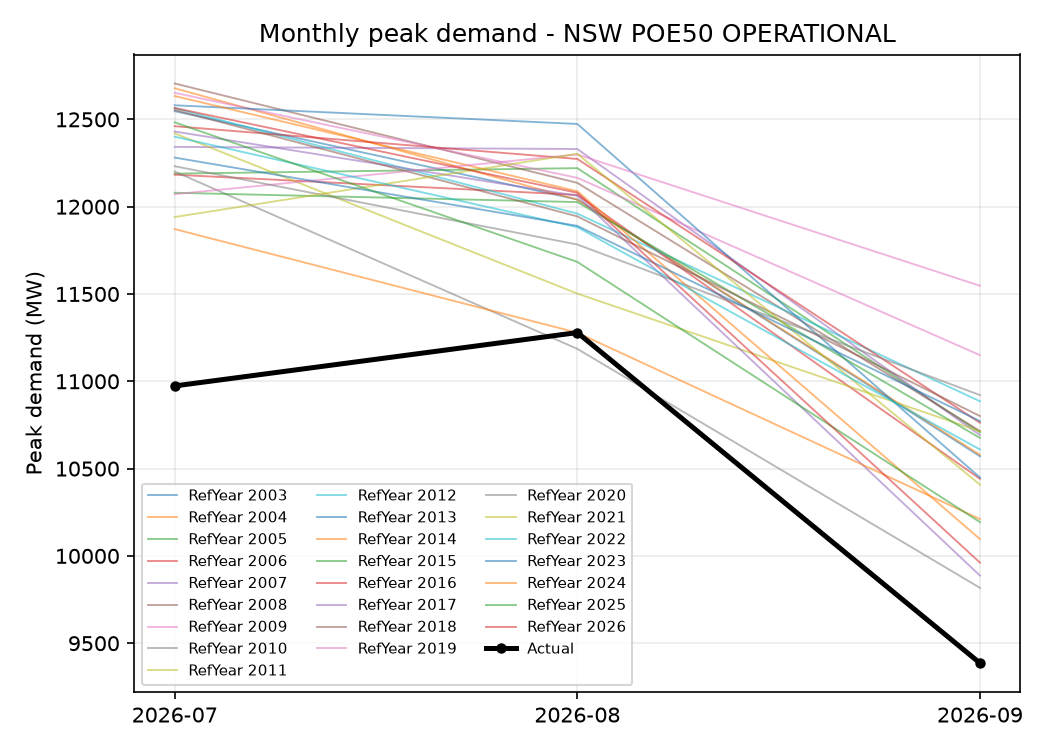 Monthly peak demand - NSW POE50 OPERATIONAL
Peak demand (MW)
12500
12000
11500
11000
10500
10000
9500
2026-07
2026-08
2026-09
RefYear 2003
RefYear 2004
RefYear 2005
RefYear 2006
RefYear 2007
RefYear 2008
RefYear 2009
RefYear 2010
RefYear 2011
RefYear 2012
RefYear 2013
RefYear 2014
RefYear 2015
RefYear 2016
RefYear 2017
RefYear 2018
RefYear 2019
RefYear 2020
RefYear 2021
RefYear 2022
RefYear 2023
RefYear 2024
RefYear 2025
RefYear 2026
Actual